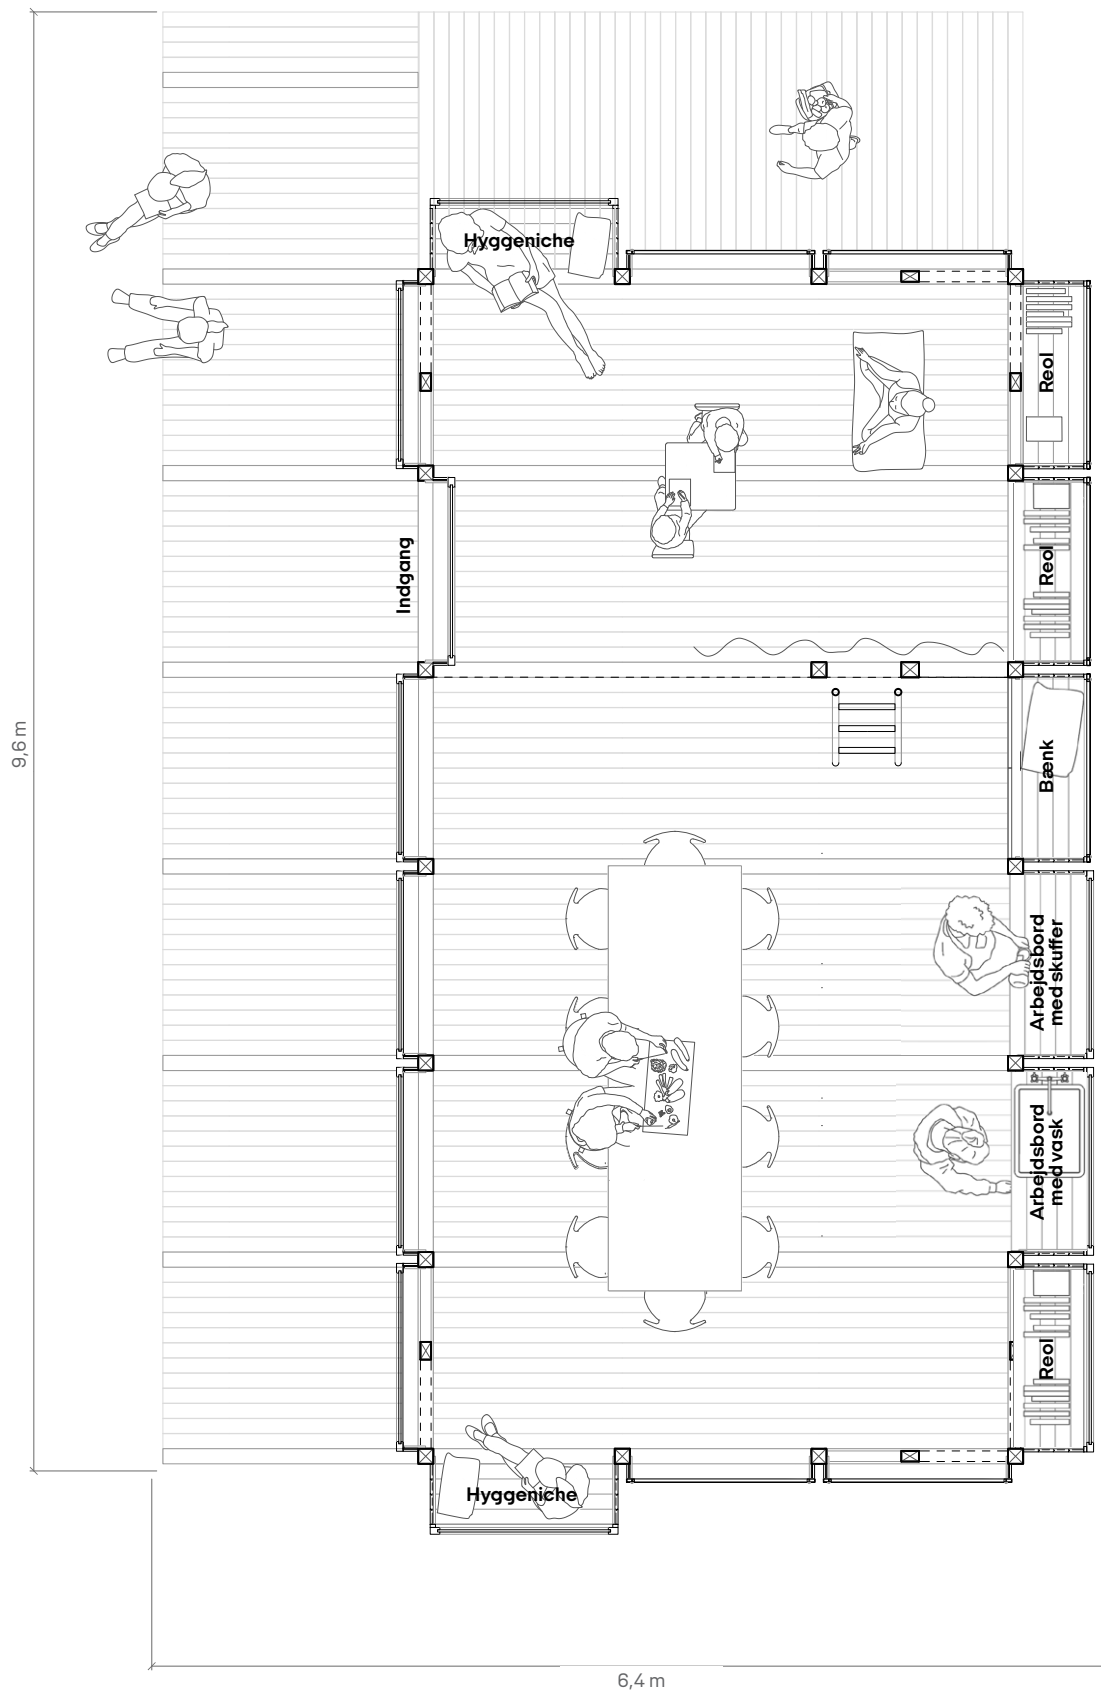 Hyggeniche
Reol
Indgang
Reol
9,6 m
Bænk
Arbejdsbord
med skuffer
Arbejdsbord
med vask
Reol
Hyggeniche
6,4 m